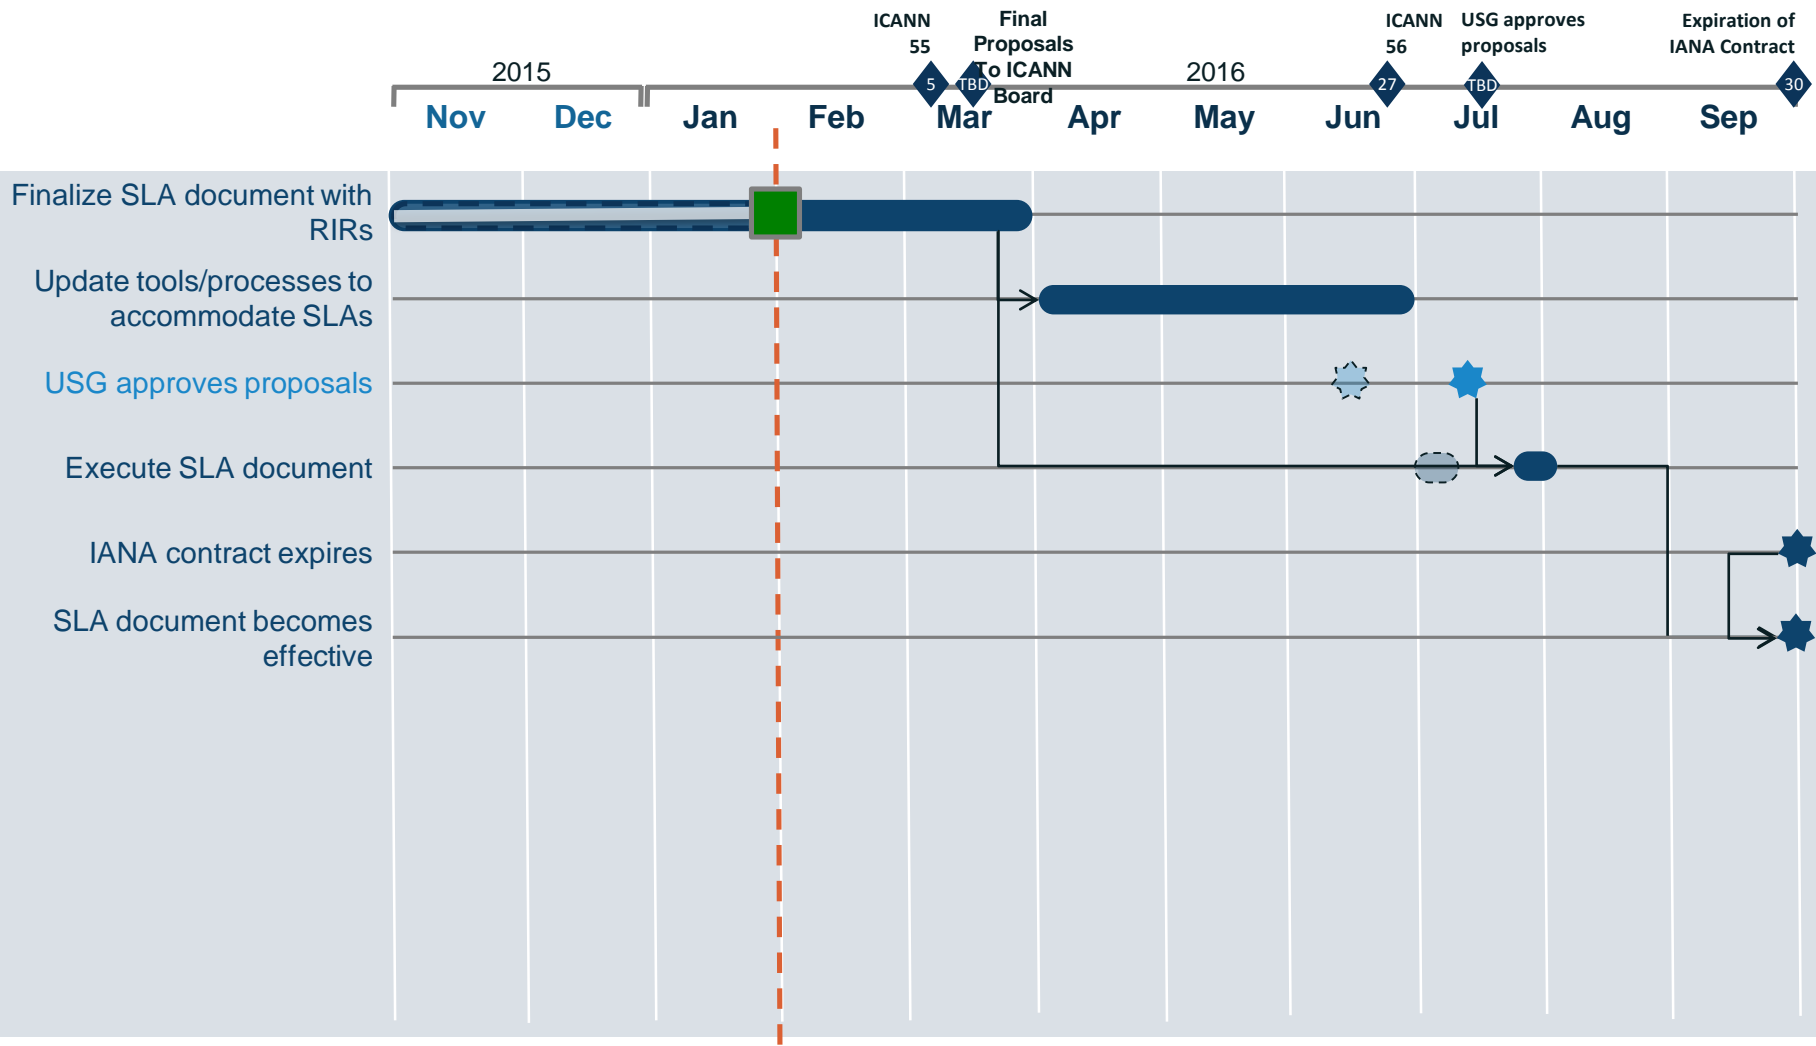 ICANN
55
Final
Proposals
To ICANN
Board
ICANN
56
USG approves
proposals
Expiration of
IANA Contract
2015
2016
5
TBD
27
TBD
30
Nov
Dec
Jan
Feb
Mar
Apr
May
Jun
Jul
Aug
Sep
Finalize SLA document with
RIRs
Update tools/processes to
accommodate SLAs
USG approves proposals
Execute SLA document
IANA contract expires
SLA document becomes
effective